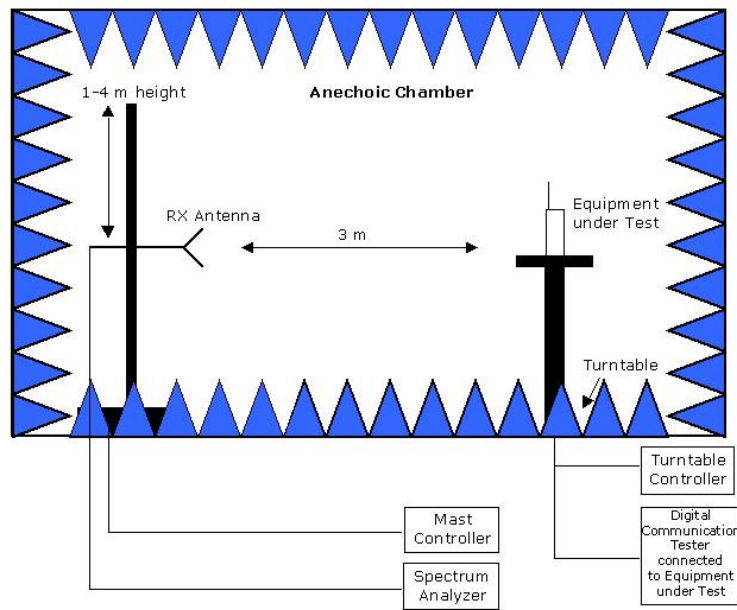 1-4 m height
Anechoic Chamber
RX Antenna
3 m
Equipment
under Test
Turntable
Turntable
Controller
Mast
Controller
Spectrum
Analyzer
Digital
Communication
Tester
connected
to Equipment
under Test